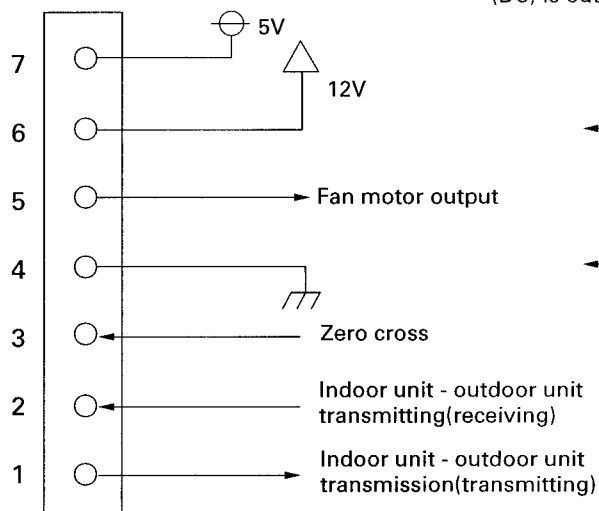 (DC) is out
7
5V
12V
6
5
Fan motor output
4
3
Zero cross
2
Indoor unit - outdoor unit
transmitting(receiving)
1
Indoor unit - outdoor unit
transmission(transmitting)